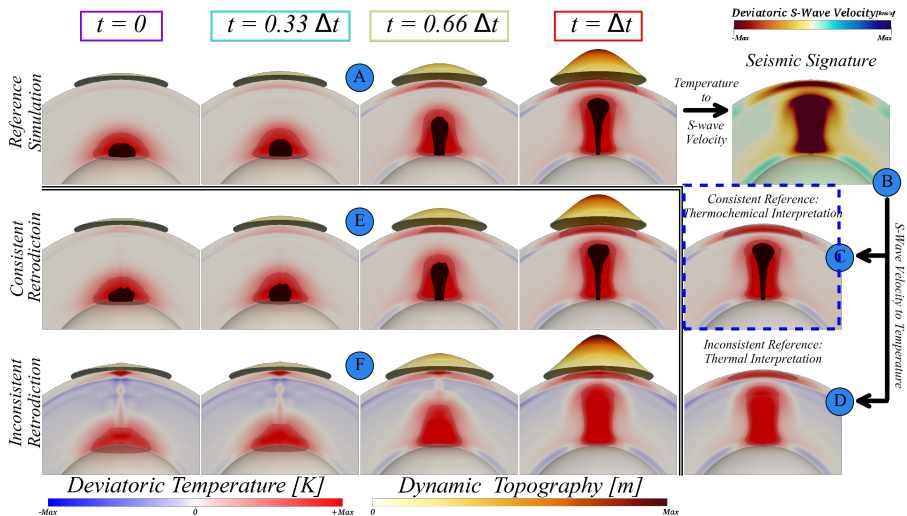 t = 0
t = 0.33 Δt
t = 0.66 Δt
t = Δt
Deviatoric S-Wave Velocity[km/s]
-Max
Max
Seismic Signature
Reference
Simulation
A
Temperature
to
S-wave
Velocity
B
Consistent
Retrodiction
E
Consistent Reference:
Thermochemical Interpretation
C
S-Wave Velocity to Temperature
Inconsistent
Retrodiction
F
Inconsistent Reference:
Thermal Interpretation
D
Deviatoric Temperature [K]
-Max
0
+Max
Dynamic Topography [m]
0
Max